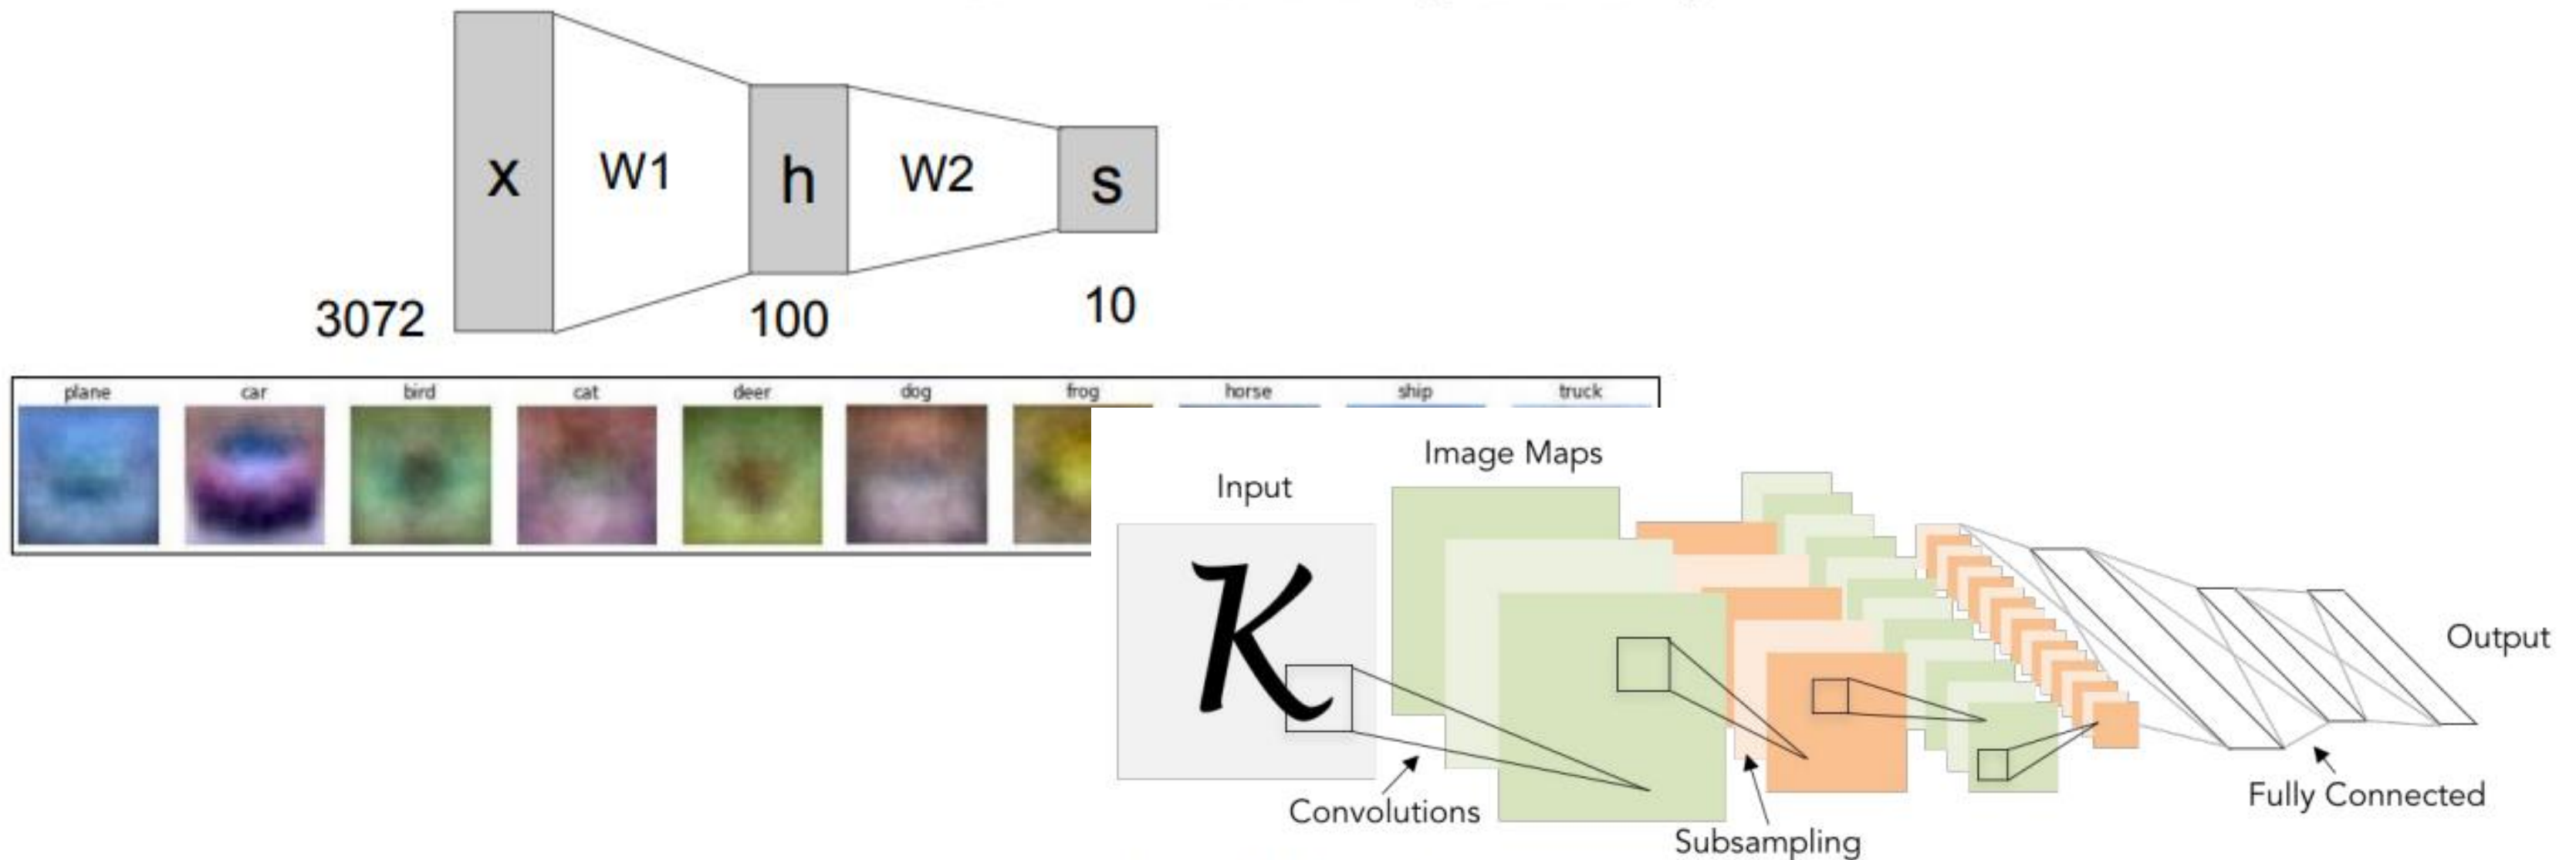 x W1 h W2 s
3072 100 10
plane car bird cat deer dog frog horse ship truck
Image Maps
Input
K
Output
Convolutions
Fully Connected
Subsampling